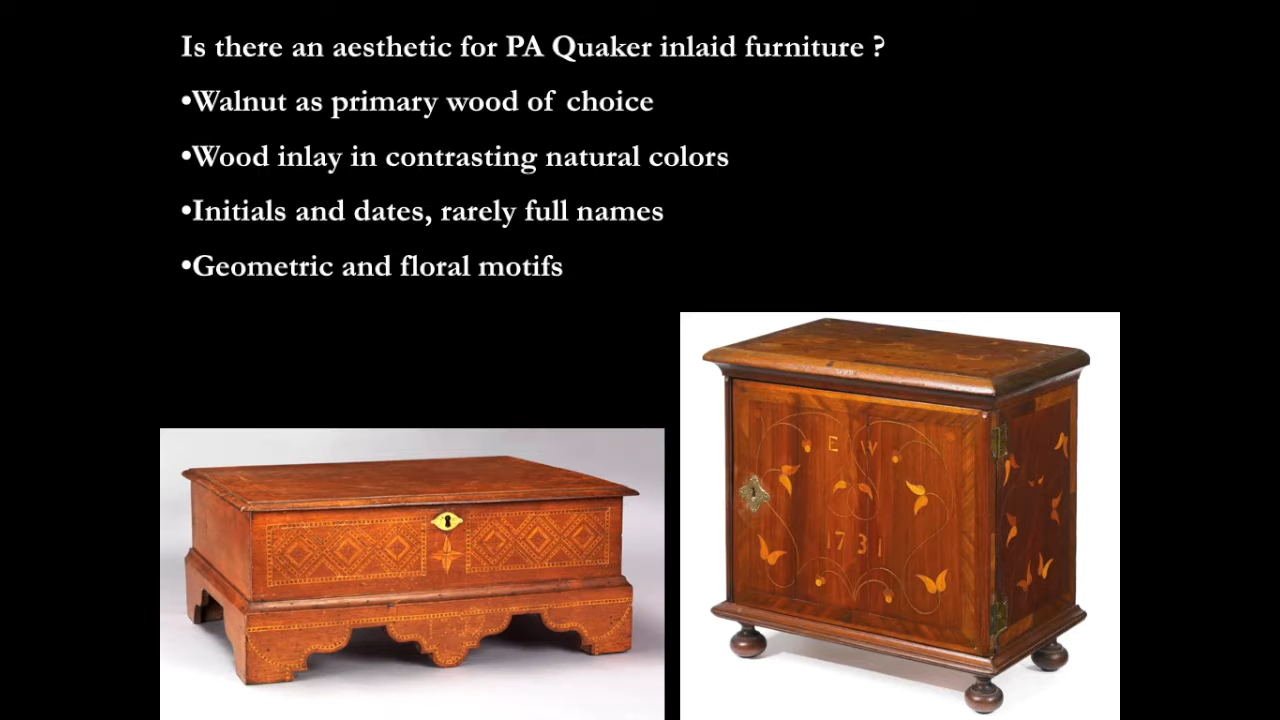 Is there an aesthetic for PA Quaker inlaid furniture ?
•Walnut as primary wood of choice
•Wood inlay in contrasting natural colors
•Initials and dates, rarely full names
•Geometric and floral motifs
E W
1731